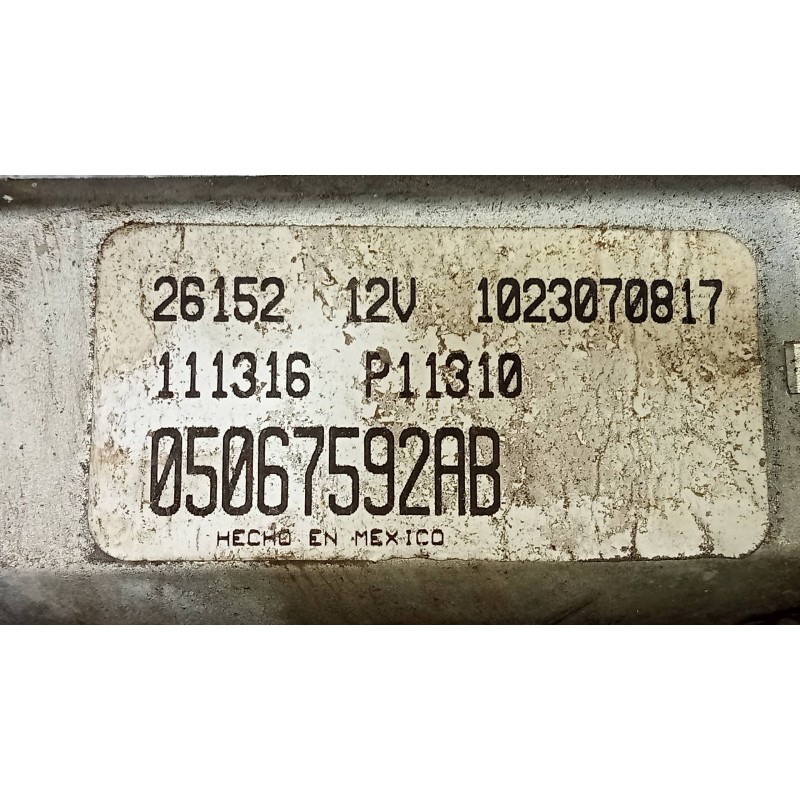 26152 12V 1023070817
111316 P11310
05067592AB
HECHO EN MEXICO